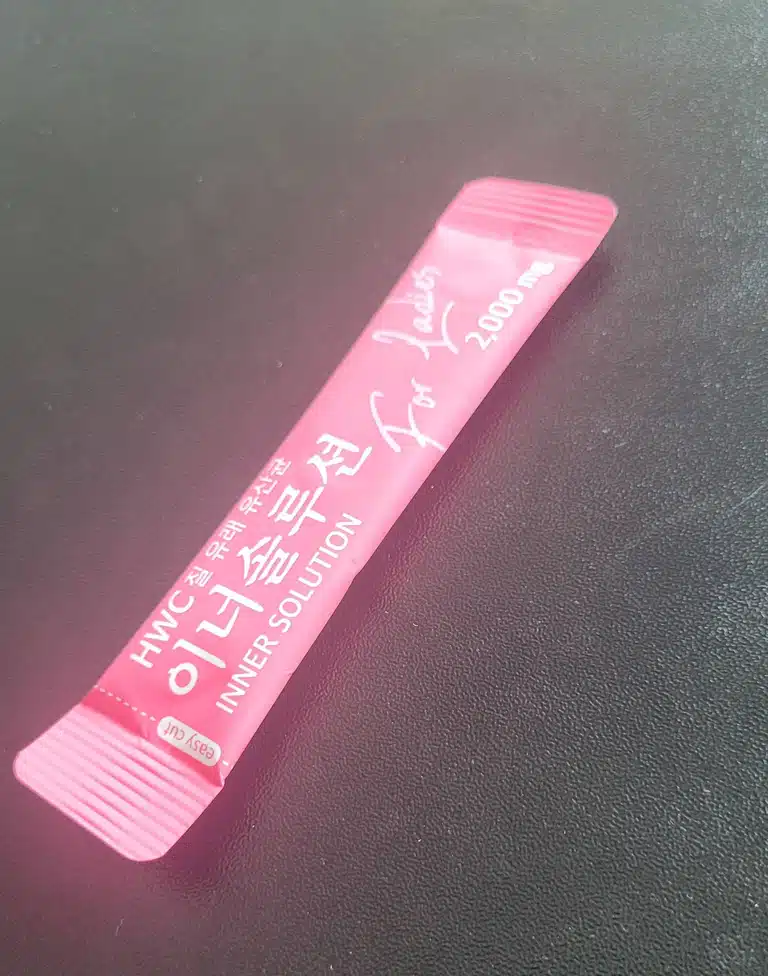 HWC 질 유래 유산균
이너솔루션
INNER SOLUTION
For Ladies
2,000 mg
easy cut